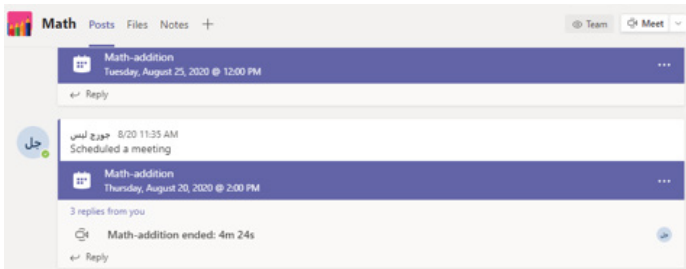 Math Posts Files Notes + Team Meet
Math-addition
Tuesday, August 25, 2020 @ 12:00 PM
Reply
جورج لبس 8/20 11:35 AM
جل
Scheduled a meeting
Math-addition
Thursday, August 20, 2020 @ 2:00 PM
3 replies from you
Math-addition ended: 4m 24s
جل
Reply